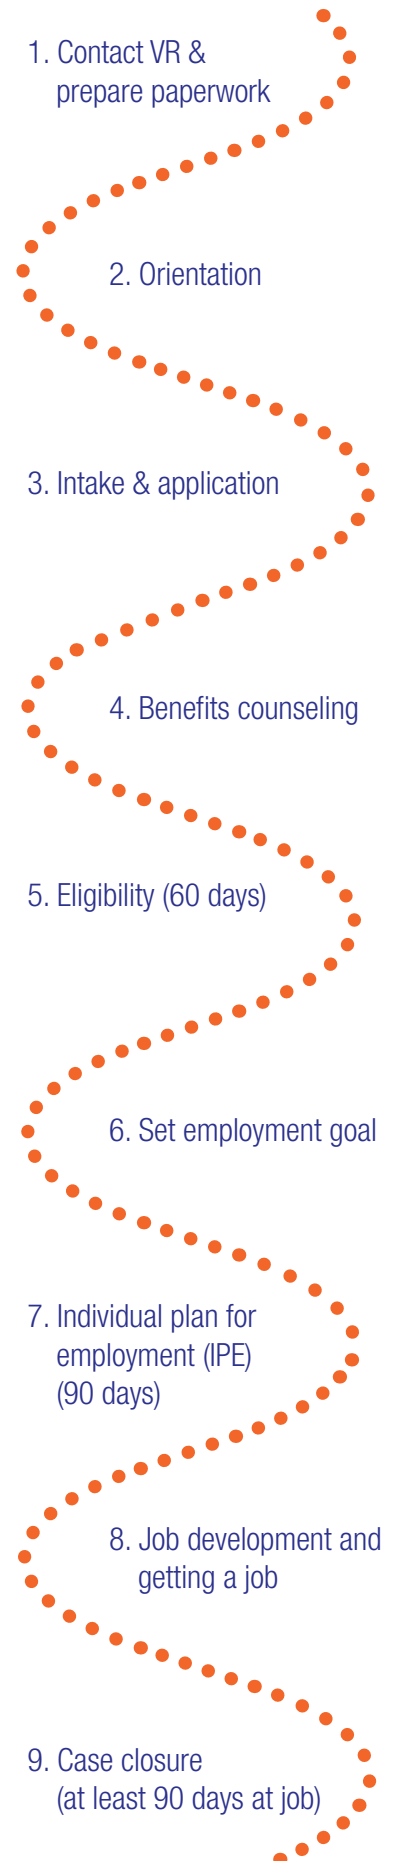 1. Contact VR &
prepare paperwork
2. Orientation
3. Intake & application
4. Benefits counseling
5. Eligibility (60 days)
6. Set employment goal
7. Individual plan for
employment (IPE)
(90 days)
8. Job development and
getting a job
9. Case closure
(at least 90 days at job)